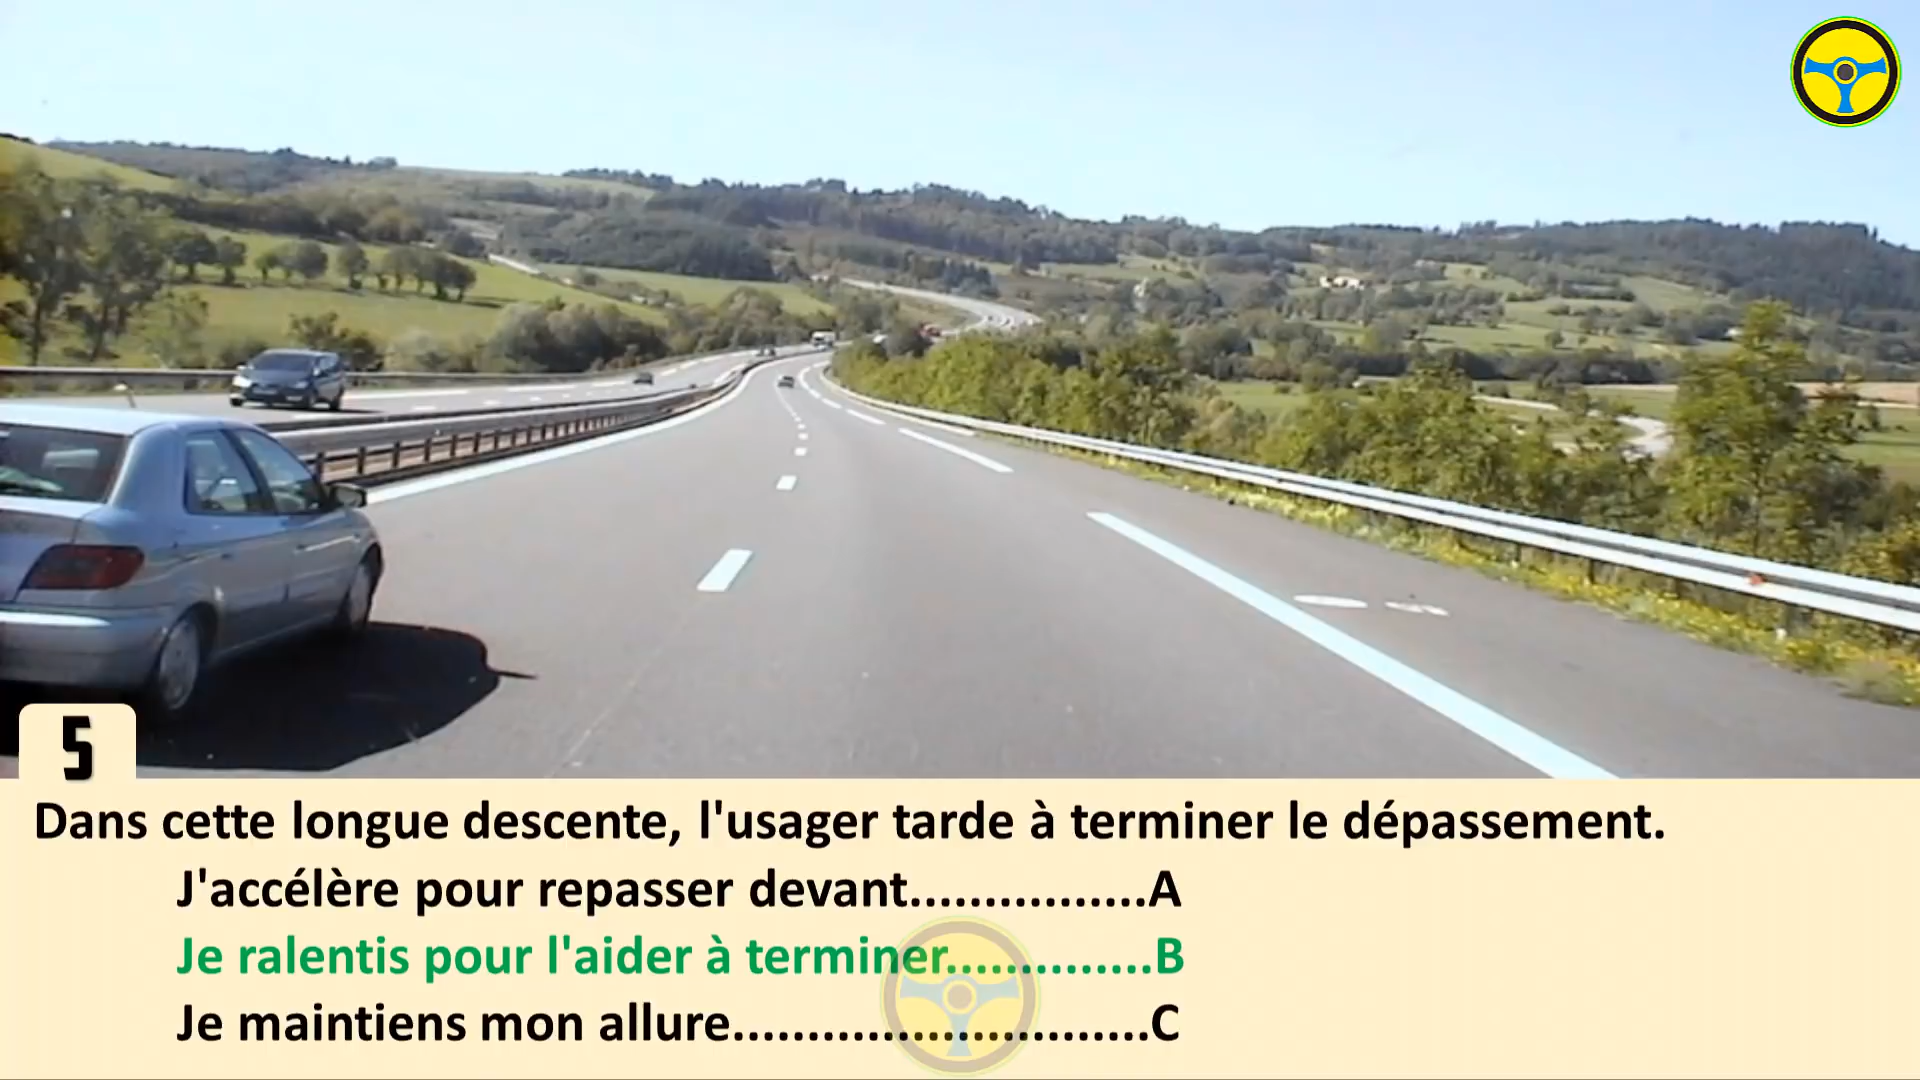 5
Dans cette longue descente, l'usager tarde à terminer le dépassement.
J'accélère pour repasser devant................A
Je ralentis pour l'aider à terminer..............B
Je maintiens mon allure............................C